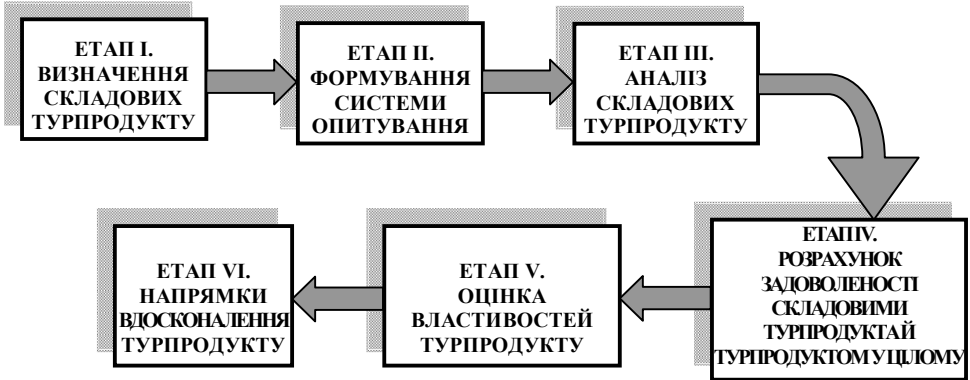 ЕТАП І.
ВИЗНАЧЕННЯ
СКЛАДОВИХ
ТУРПРОДУКТУ
ЕТАП ІІ.
ФОРМУВАННЯ
СИСТЕМИ
ОПИТУВАННЯ
ЕТАП ІІІ.
АНАЛІЗ
СКЛАДОВИХ
ТУРПРОДУКТУ
ЕТАП IV.
РОЗРАХУНОК
ЗАДОВОЛЕНОСТІ
СКЛАДОВИМИ
ТУРПРОДУКТА Й
ТУРПРОДУКТОМ У ЦІЛОМУ
ЕТАП V.
ОЦІНКА
ВЛАСТИВОСТЕЙ
ТУРПРОДУКТУ
ЕТАП VI.
НАПРЯМКИ
ВДОСКОНАЛЕННЯ
ТУРПРОДУКТУ